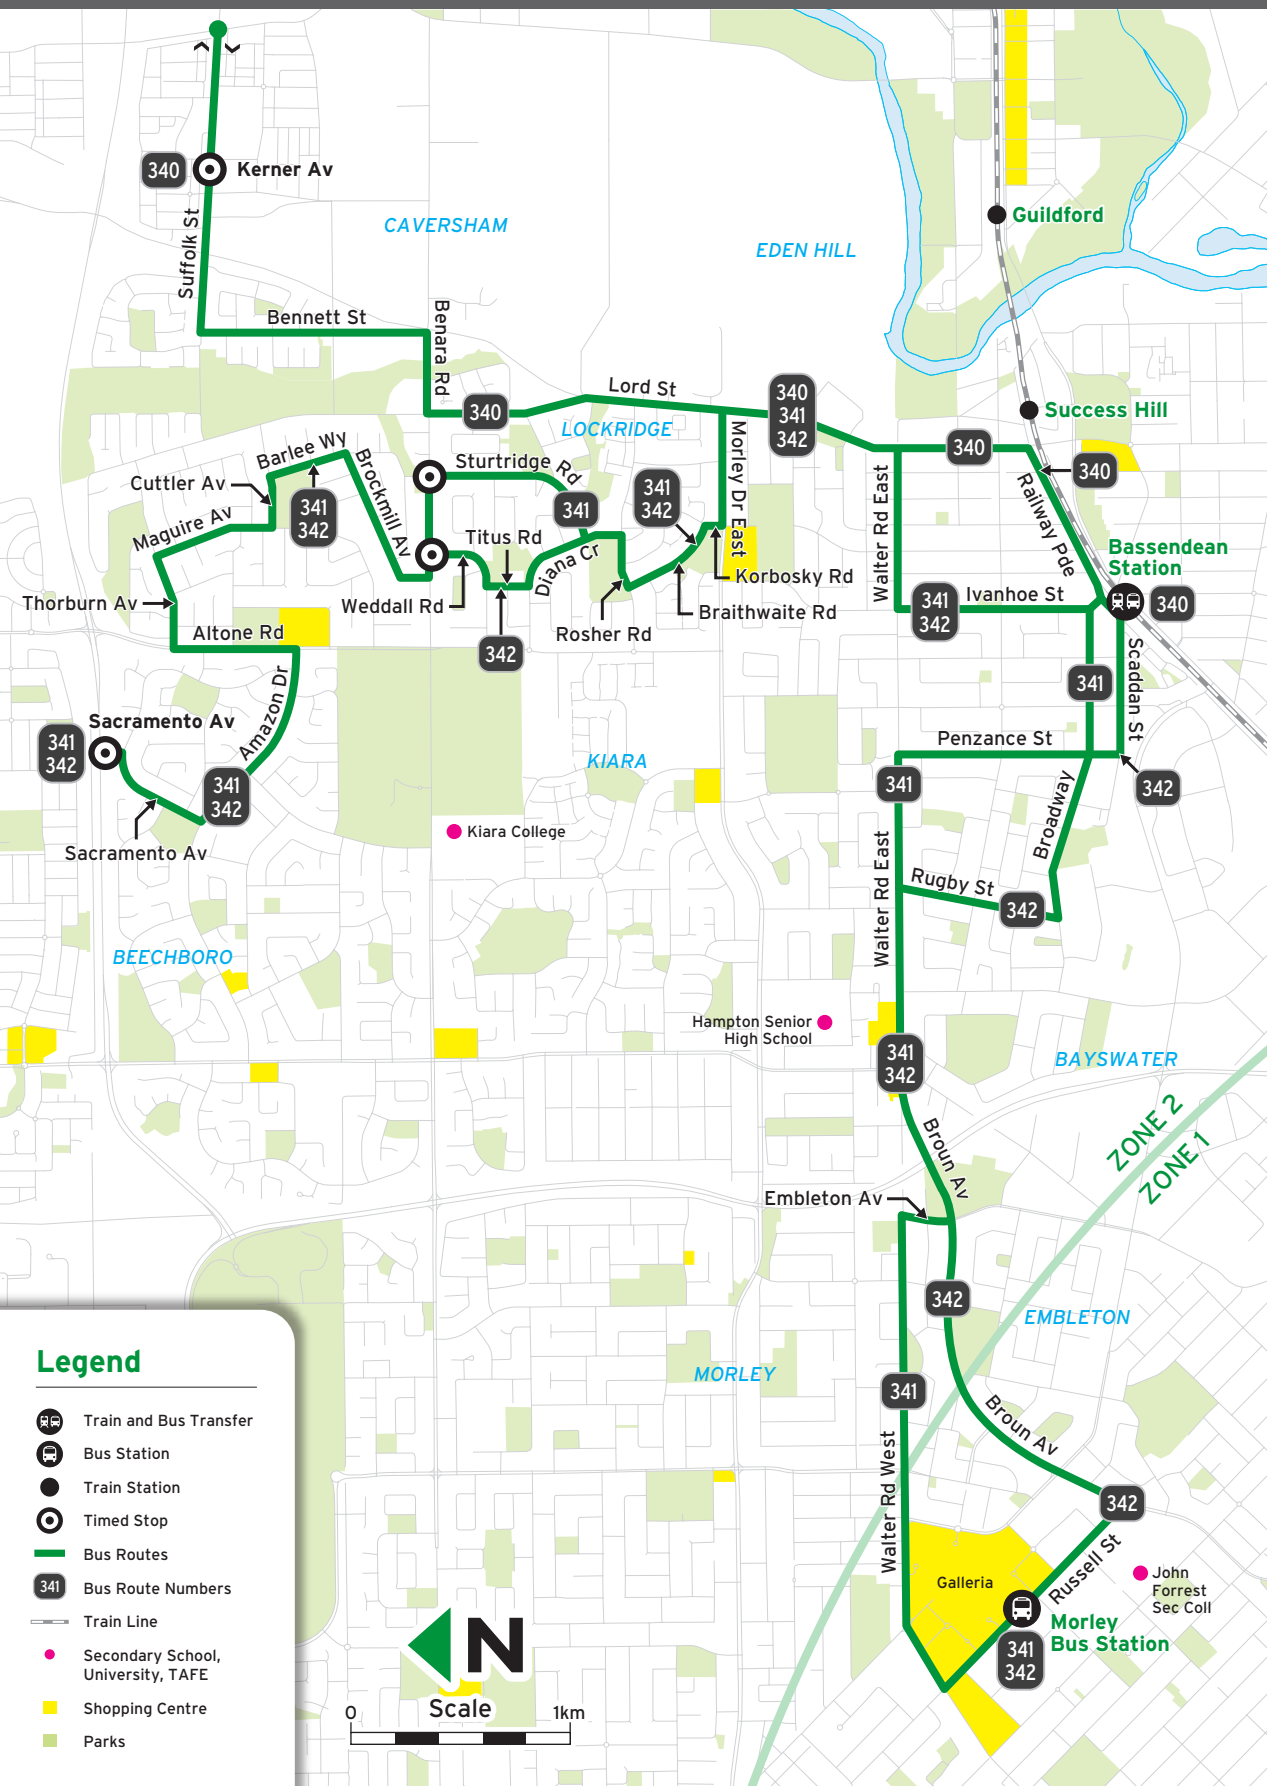 340
Kerner Av
Suffolk St
CAVERSHAM
EDEN HILL
Guildford
Bennett St
Benara Rd
Lord St
340
340
341
342
LOCKRIDGE
Success Hill
340
340
Morley Dr East
Railway Pde
Barlee Wy
Brockmill Av
Sturtridge Rd
Cuttler Av
341
342
341
341
342
Maguire Av
Titus Rd
Diana Cr
Walter Rd East
Bassendean
Station
340
Korbosky Rd
Thorburn Av
Weddall Rd
Braithwaite Rd
Ivanhoe St
341
342
Rosher Rd
Altone Rd
342
Scaddan St
341
Amazon Dr
Sacramento Av
341
342
Penzance St
KIARA
341
342
341
342
Broadway
Kiara College
Sacramento Av
Walter Rd East
Rugby St
342
BEECHBORO
Hampton Senior
High School
341
342
BAYSWATER
ZONE 2
ZONE 1
Broun Av
Embleton Av
342
EMBLETON
MORLEY
341
Broun Av
Walter Rd West
342
Russell St
Galleria
John
Forrest
Sec Coll
Morley
Bus Station
341
342
Legend
Train and Bus Transfer
Bus Station
Train Station
Timed Stop
Bus Routes
341
Bus Route Numbers
Train Line
Secondary School,
University, TAFE
Shopping Centre
Parks
N
Scale
0
1km